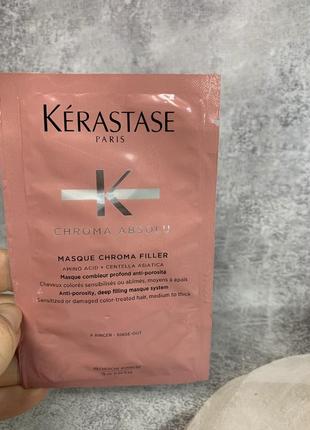 KÉRASTASE
PARIS
K
CHROMA ABSOLU
MASQUE CHROMA FILLER
AMINO ACID + CENTELLA ASIATICA
Masque combleur profond anti-porosité
Cheveux colorés sensibilisés ou abîmés, moyens à épais
Anti-porosity, deep filling masque system
Sensitized or damaged color-treated hair, medium to thick
À RINCER - RINSE-OUT